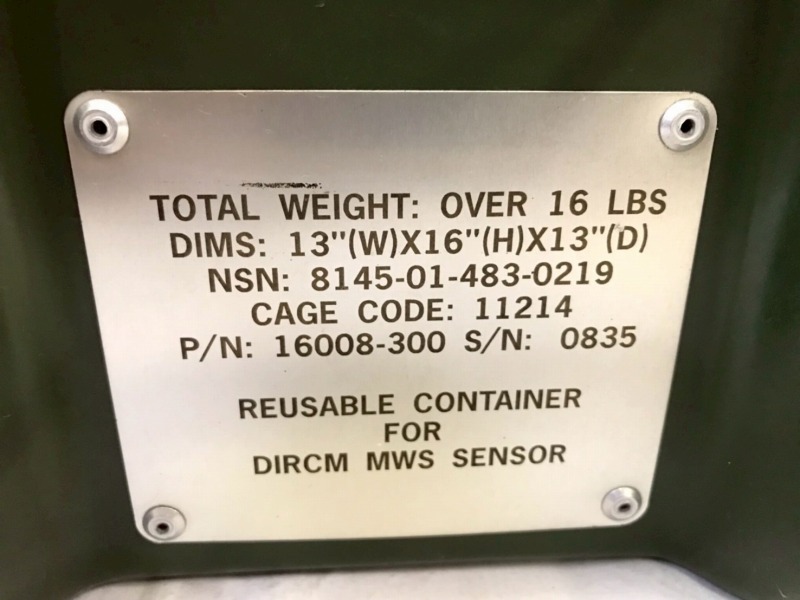 TOTAL WEIGHT: OVER 16 LBS
DIMS: 13"(W)X16"(H)X13"(D)
NSN: 8145-01-483-0219
CAGE CODE: 11214
P/N: 16008-300 S/N: 0835
REUSABLE CONTAINER
FOR
DIRCM MWS SENSOR